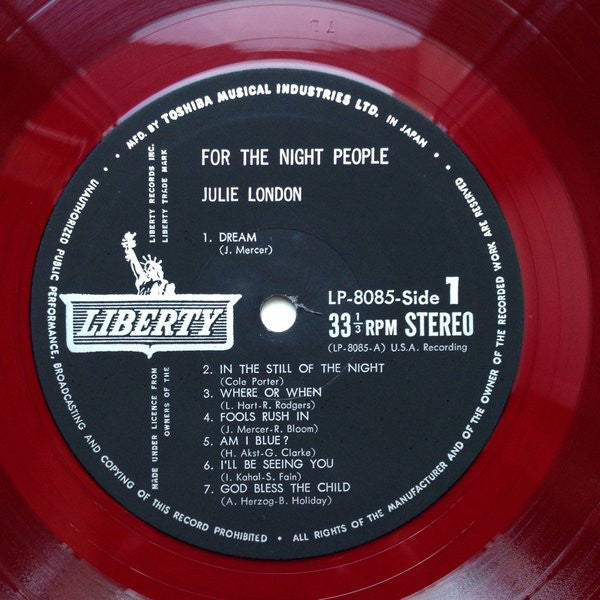 • MFD. BY TOSHIBA MUSICAL INDUSTRIES LTD. IN JAPAN •
LIBERTY RECORDS INC.
LIBERTY TRADE MARK
FOR THE NIGHT PEOPLE
JULIE LONDON
1. DREAM
(J. Mercer)
LIBERTY
LP-8085-Side 1
33 1/3 RPM STEREO
(LP-8085-A) U.S.A. Recording
2. IN THE STILL OF THE NIGHT
(Cole Porter)
3. WHERE OR WHEN
(L. Hart-R. Rodgers)
4. FOOLS RUSH IN
(J. Mercer-R. Bloom)
5. AM I BLUE?
(H. Akst-G. Clarke)
6. I'LL BE SEEING YOU
(I. Kahal-S. Fain)
7. GOD BLESS THE CHILD
(A. Herzog-B. Holiday)
MADE UNDER LICENCE FROM
OWNERS OF THE
UNAUTHORIZED PUBLIC PERFORMANCE, BROADCASTING AND COPYING OF THIS RECORD PROHIBITED • ALL RIGHTS OF THE MANUFACTURER AND OF THE OWNER OF THE RECORDED WORK ARE RESERVED